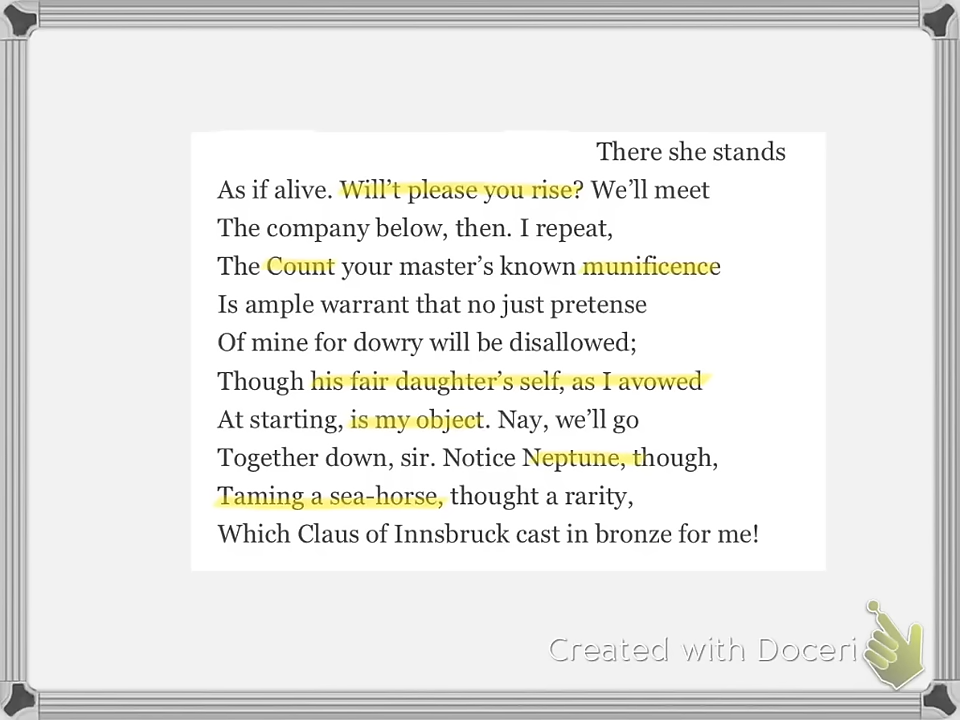 There she stands
As if alive. Will’t please you rise? We’ll meet
The company below, then. I repeat,
The Count your master’s known munificence
Is ample warrant that no just pretense
Of mine for dowry will be disallowed;
Though his fair daughter’s self, as I avowed
At starting, is my object. Nay, we’ll go
Together down, sir. Notice Neptune, though,
Taming a sea-horse, thought a rarity,
Which Claus of Innsbruck cast in bronze for me!
Created with Doceri